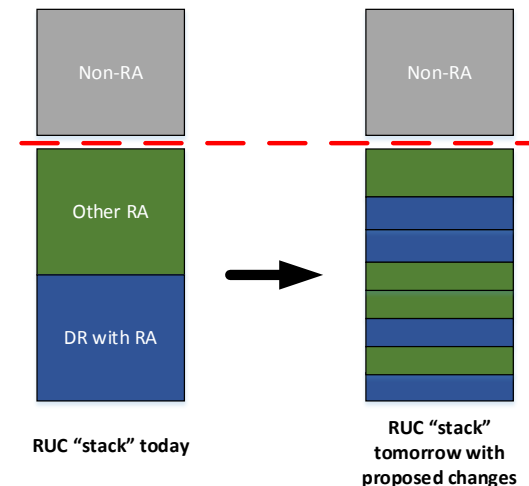 Non-RA
Non-RA
Other RA
DR with RA
RUC “stack” today
RUC “stack”
tomorrow with
proposed changes